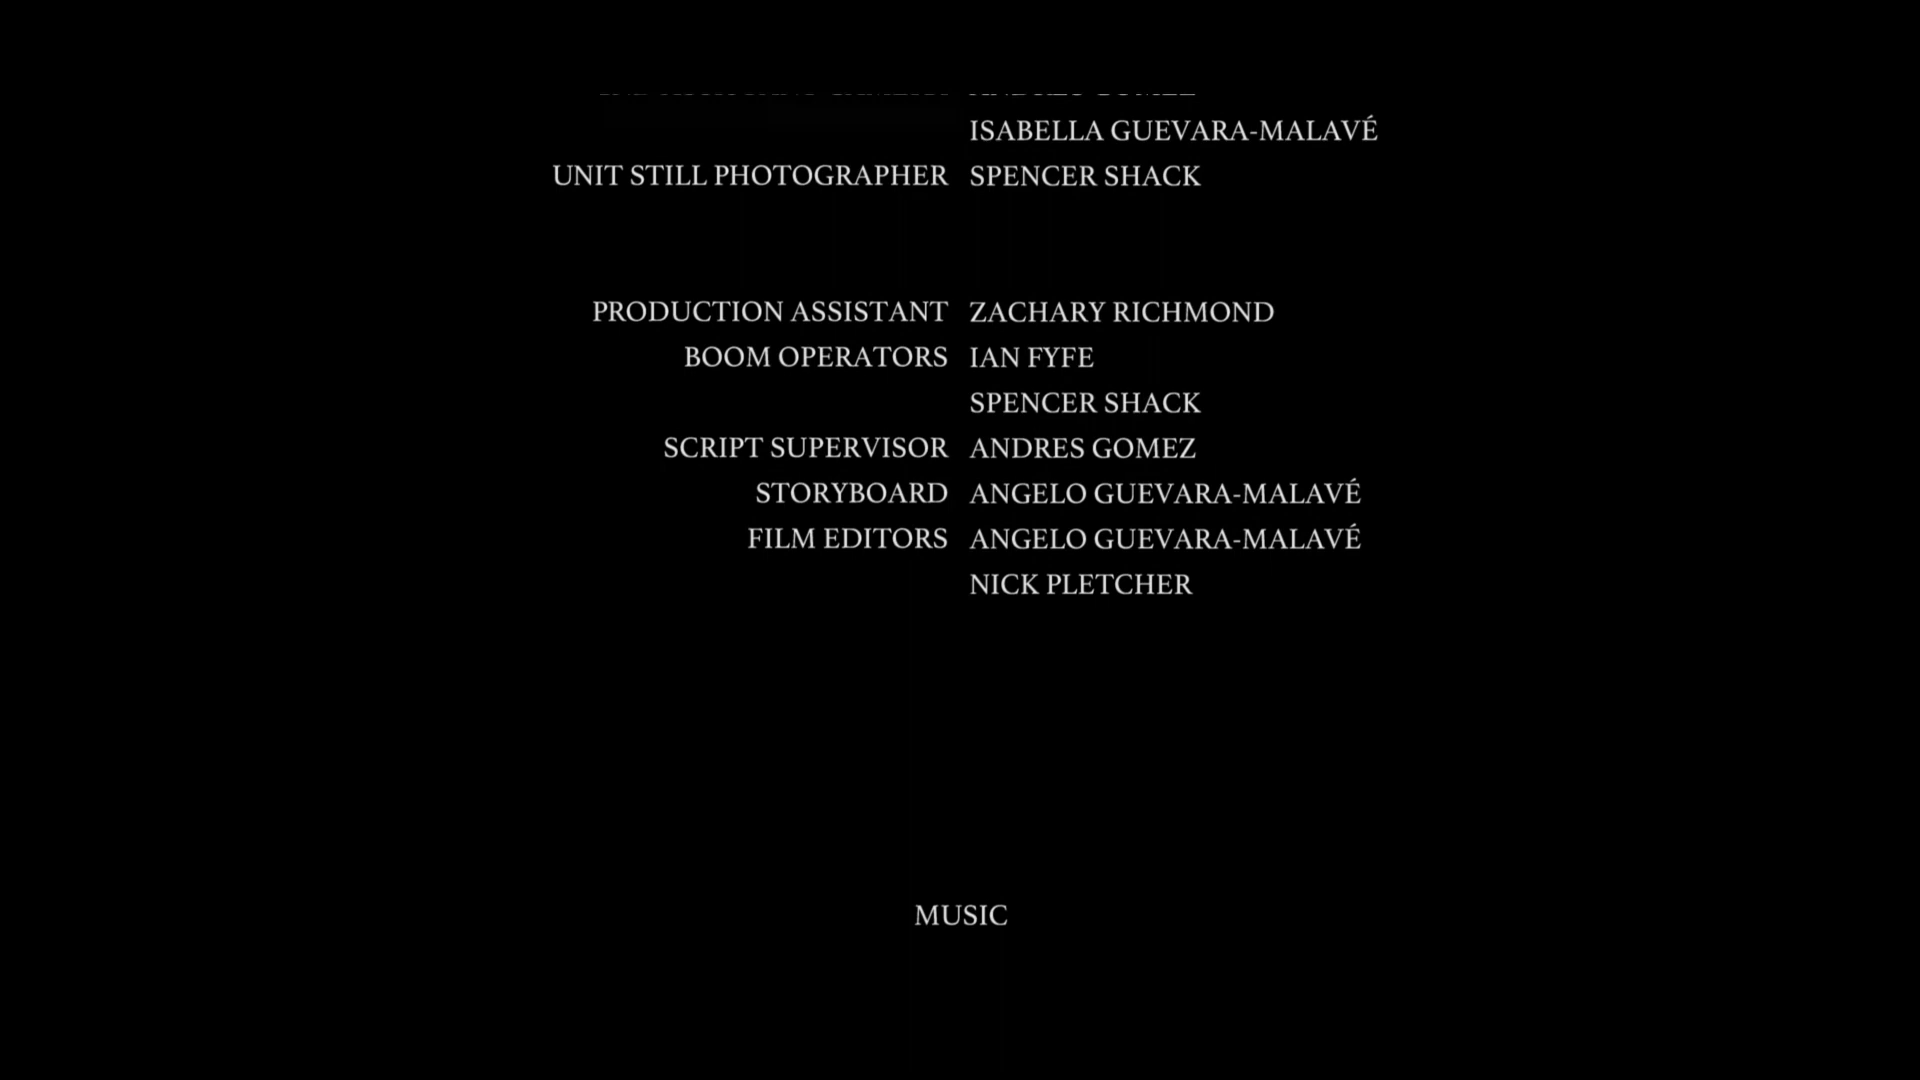 ISABELLA GUEVARA-MALAVÉ
UNIT STILL PHOTOGRAPHER SPENCER SHACK
PRODUCTION ASSISTANT ZACHARY RICHMOND
BOOM OPERATORS IAN FYFE
SPENCER SHACK
SCRIPT SUPERVISOR ANDRES GOMEZ
STORYBOARD ANGELO GUEVARA-MALAVÉ
FILM EDITORS ANGELO GUEVARA-MALAVÉ
NICK PLETCHER
MUSIC